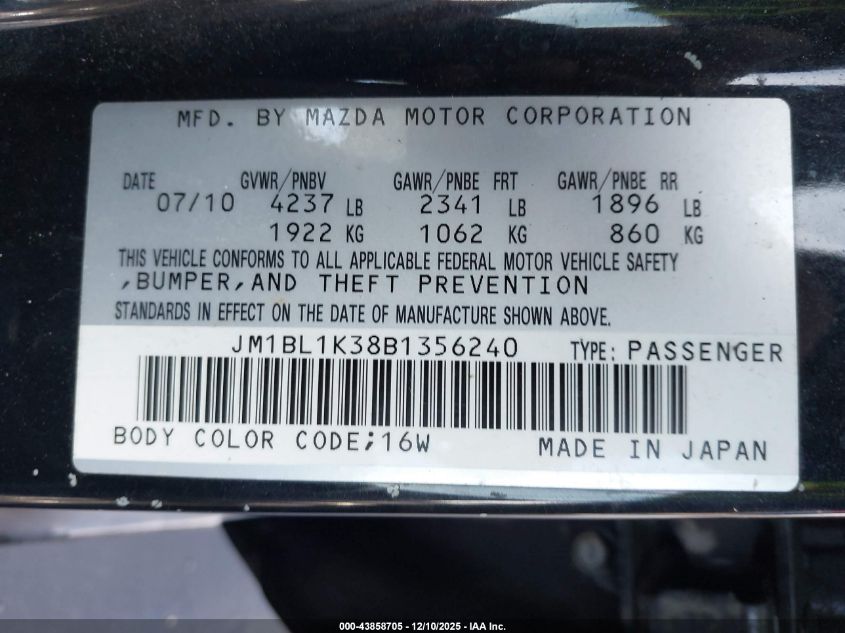 MFD. BY MAZDA MOTOR CORPORATION
DATE GVWR/PNBV GAWR/PNBE FRT GAWR/PNBE RR
07/10 4237 LB 2341 LB 1896 LB
1922 KG 1062 KG 860 KG
THIS VEHICLE CONFORMS TO ALL APPLICABLE FEDERAL MOTOR VEHICLE SAFETY
,BUMPER,AND THEFT PREVENTION
STANDARDS IN EFFECT ON THE DATE OF MANUFACTURE SHOWN ABOVE.
JM1BL1K38B1356240 TYPE: PASSENGER
BODY COLOR CODE;16W MADE IN JAPAN
000-43858705 - 12/10/2025 - IAA Inc.